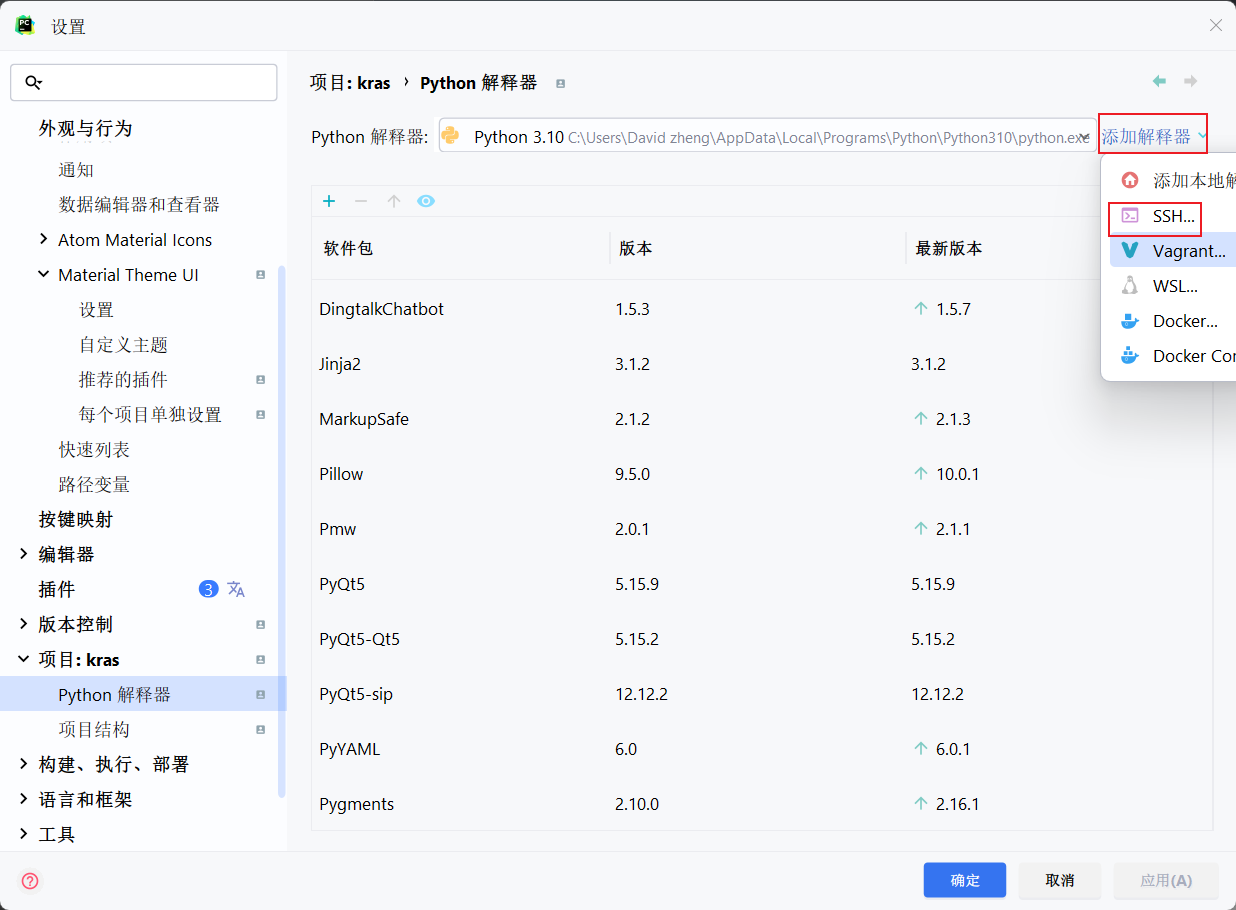 设置
外观与行为
通知
数据编辑器和查看器
Atom Material Icons
Material Theme UI
设置
自定义主题
推荐的插件
每个项目单独设置
快速列表
路径变量
按键映射
编辑器
插件 3
版本控制
项目: kras
Python 解释器
项目结构
构建、执行、部署
语言和框架
工具
项目: kras › Python 解释器
Python 解释器: Python 3.10 C:\Users\David zheng\AppData\Local\Programs\Python\Python310\python.exe 添加解释器
添加本地解
SSH...
Vagrant...
WSL...
Docker...
Docker Cor
软件包 版本 最新版本
DingtalkChatbot 1.5.3 1.5.7
Jinja2 3.1.2 3.1.2
MarkupSafe 2.1.2 2.1.3
Pillow 9.5.0 10.0.1
Pmw 2.0.1 2.1.1
PyQt5 5.15.9 5.15.9
PyQt5-Qt5 5.15.2 5.15.2
PyQt5-sip 12.12.2 12.12.2
PyYAML 6.0 6.0.1
Pygments 2.10.0 2.16.1
确定 取消 应用(A)